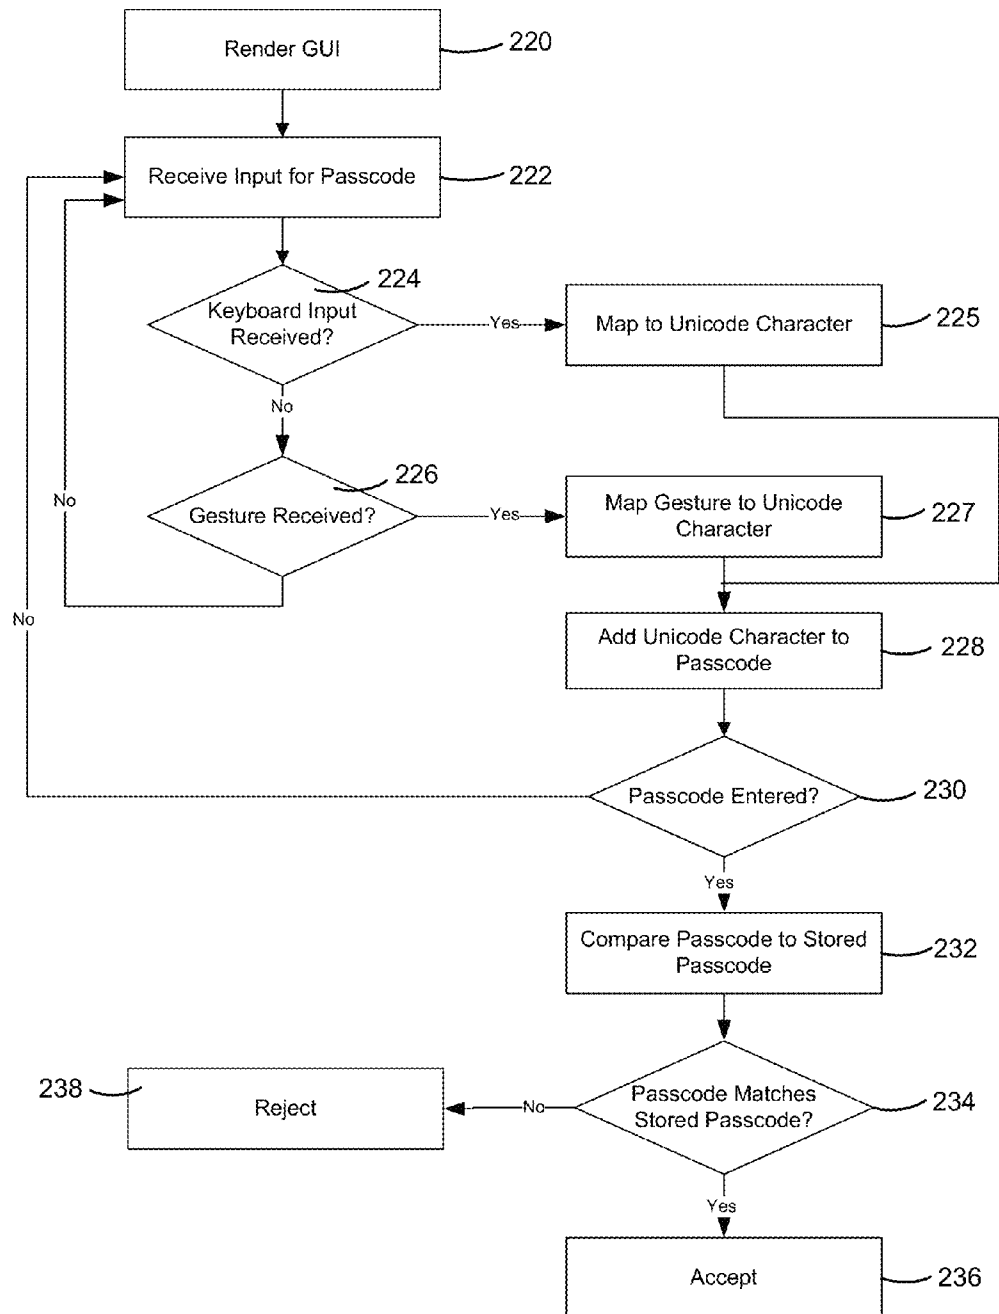 Render GUI
220
Receive Input for Passcode
222
224
Keyboard Input
Received?
Yes
Map to Unicode Character
225
No
226
Gesture Received?
Yes
Map Gesture to Unicode
Character
227
No
No
Add Unicode Character to
Passcode
228
Passcode Entered?
230
Yes
Compare Passcode to Stored
Passcode
232
238
Reject
No
Passcode Matches
Stored Passcode?
234
Yes
Accept
236